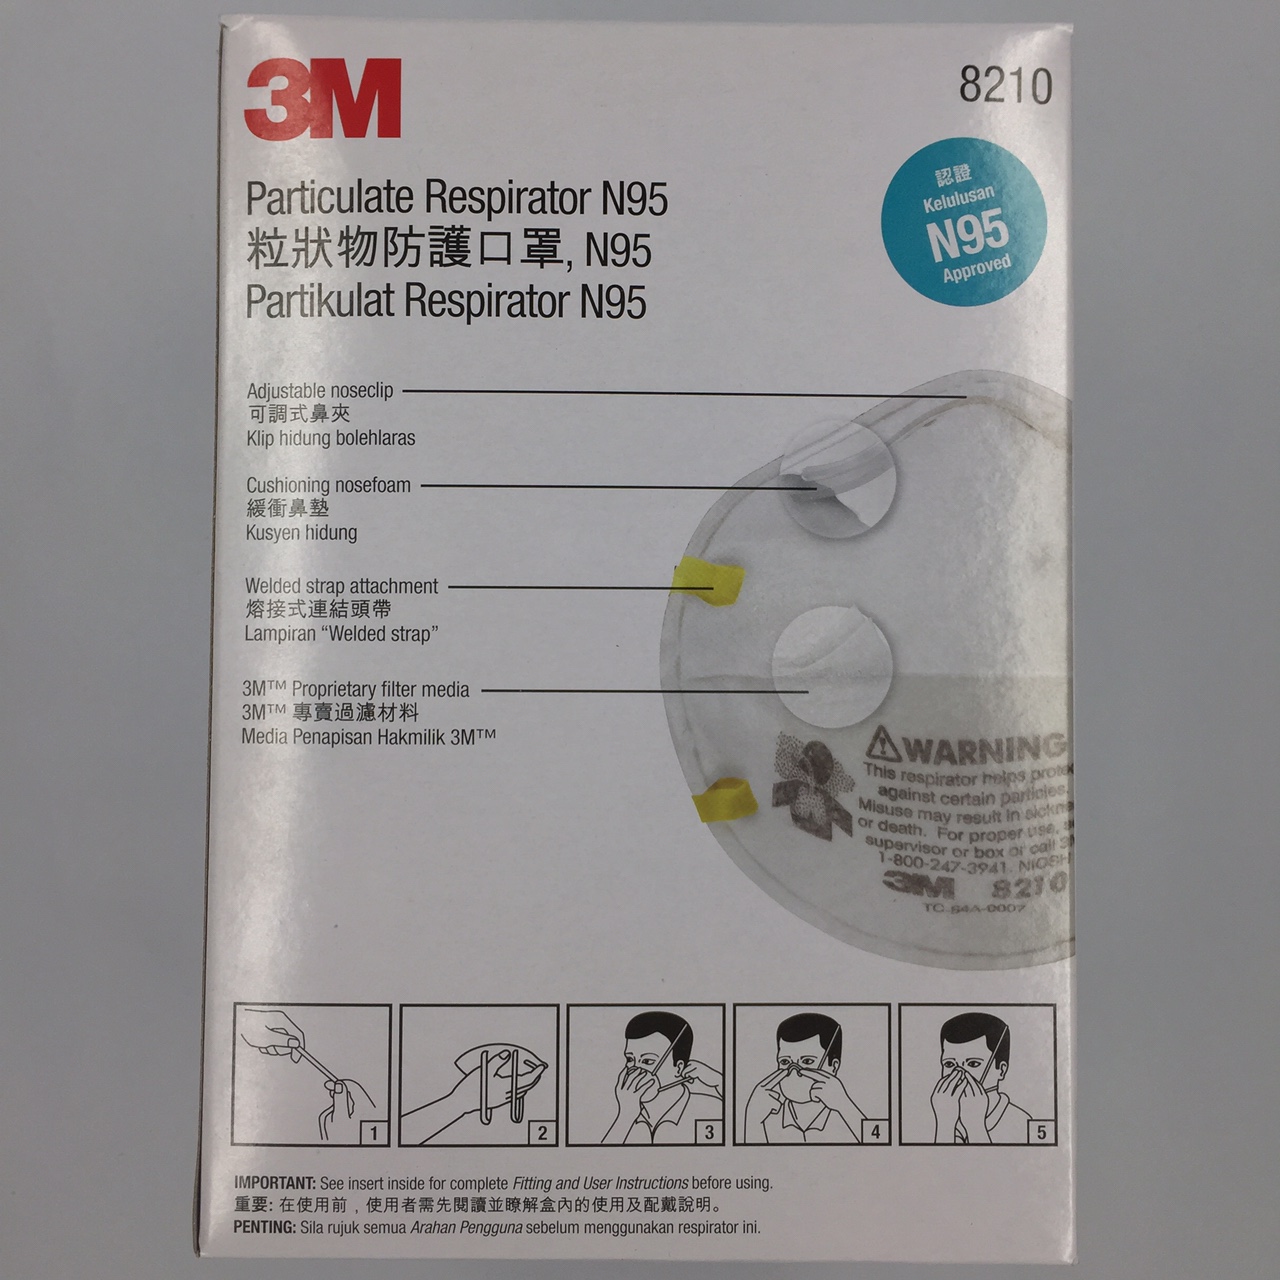 3M
8210
認證
Kelulusan
N95
Approved
Particulate Respirator N95
粒狀物防護口罩, N95
Partikulat Respirator N95
Adjustable noseclip
可調式鼻夾
Klip hidung bolehlaras
Cushioning nosefoam
緩衝鼻墊
Kusyen hidung
Welded strap attachment
熔接式連結頭帶
Lampiran “Welded strap”
3M™ Proprietary filter media
3M™ 專賣過濾材料
Media Penapisan Hakmilik 3M™
WARNING
This respirator helps
against certain particles.
Misuse may result in
or death. For proper use,
supervisor or box or call
1-800-247-3941.
3M 8210
TC-84A-0007
1
2
3
4
5
IMPORTANT: See insert inside for complete Fitting and User Instructions before using.
重要: 在使用前，使用者需先閱讀並瞭解盒內的使用及配戴說明。
PENTING: Sila rujuk semua Arahan Pengguna sebelum menggunakan respirator ini.